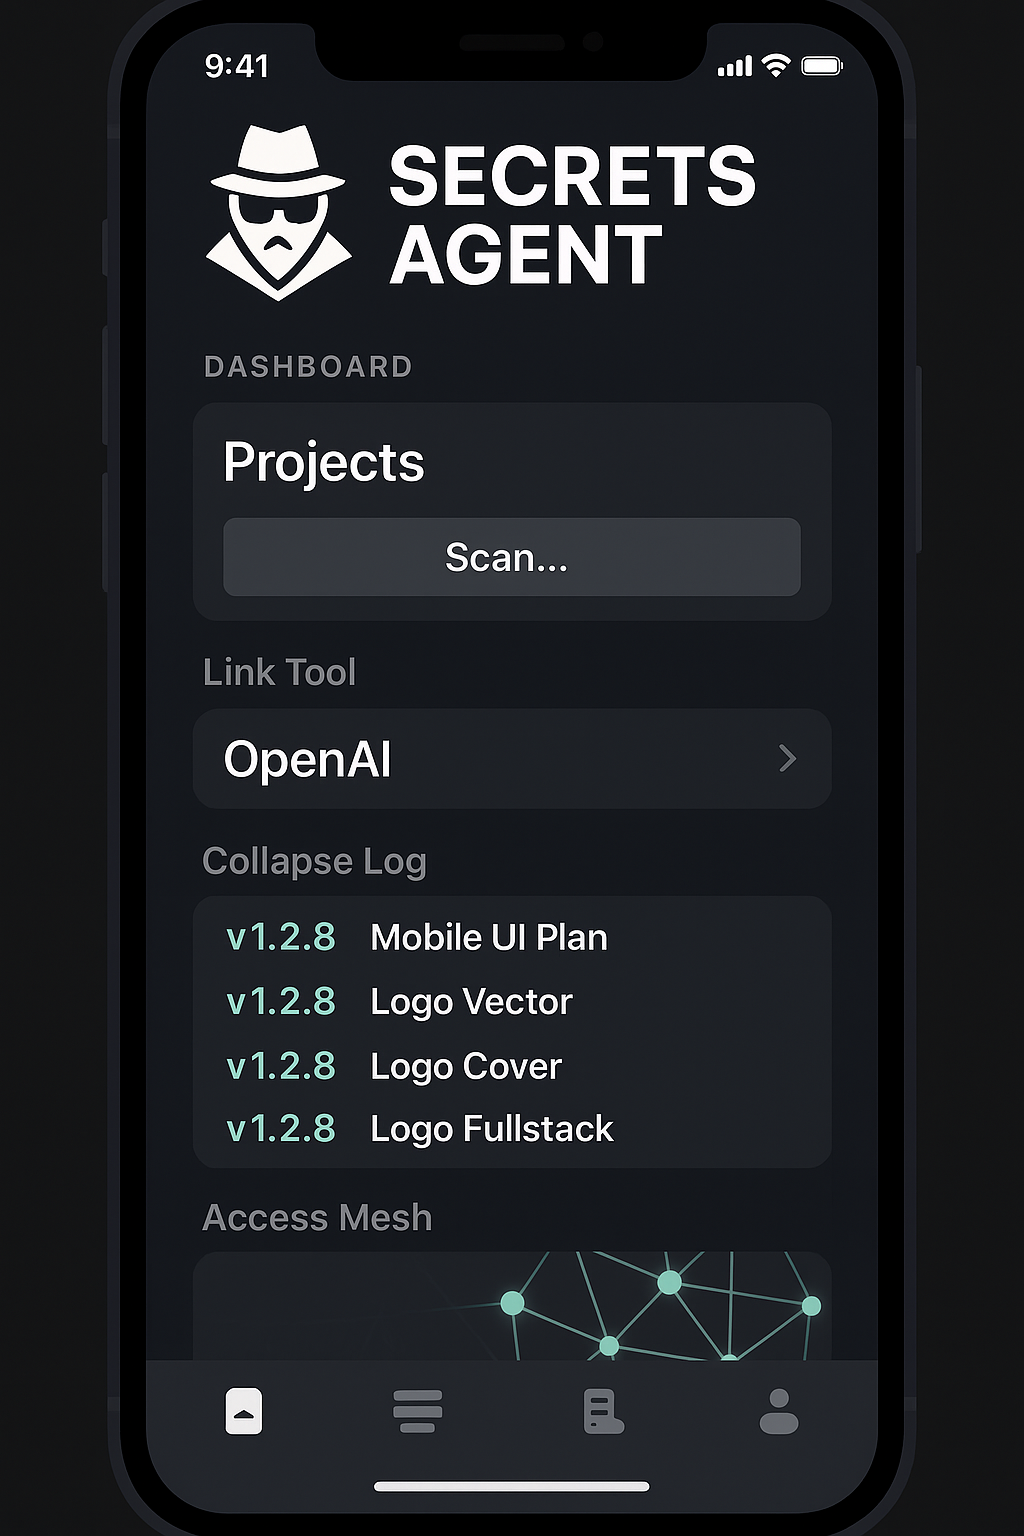 9:41
SECRETS
AGENT
DASHBOARD
Projects
Scan...
Link Tool
OpenAI
Collapse Log
v1.2.8 Mobile UI Plan
v1.2.8 Logo Vector
v1.2.8 Logo Cover
v1.2.8 Logo Fullstack
Access Mesh